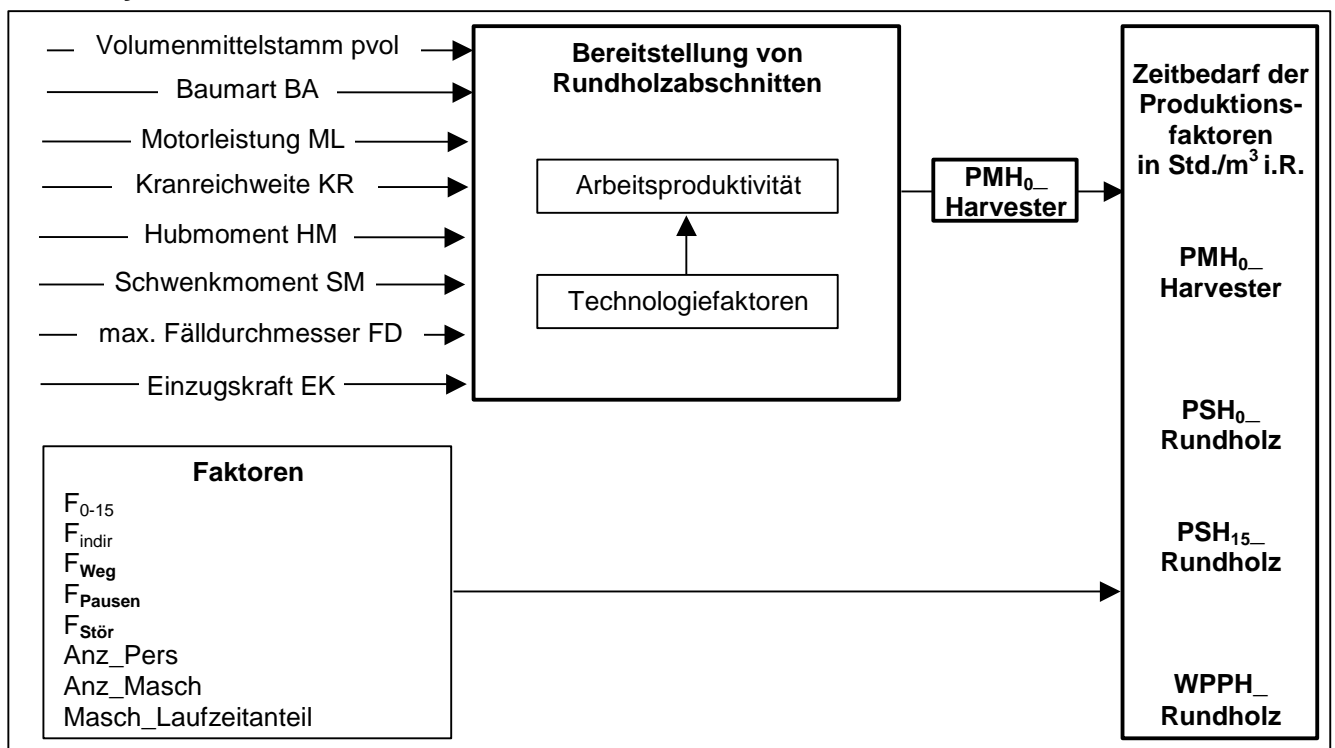 Volumenmittelstamm pvol
Baumart BA
Motorleistung ML
Kranreichweite KR
Hubmoment HM
Schwenkmoment SM
max. Fälldurchmesser FD
Einzugskraft EK
Bereitstellung von
Rundholzabschnitten
Arbeitsproduktivität
Technologiefaktoren
PMH₀_
Harvester
Zeitbedarf der
Produktions-
faktoren
in Std./m³ i.R.
PMH₀_
Harvester
PSH₀_
Rundholz
PSH₁₅_
Rundholz
WPPH_
Rundholz
Faktoren
F₀₋₁₅
Findir
FWeg
FPausen
FStör
Anz_Pers
Anz_Masch
Masch_Laufzeitanteil